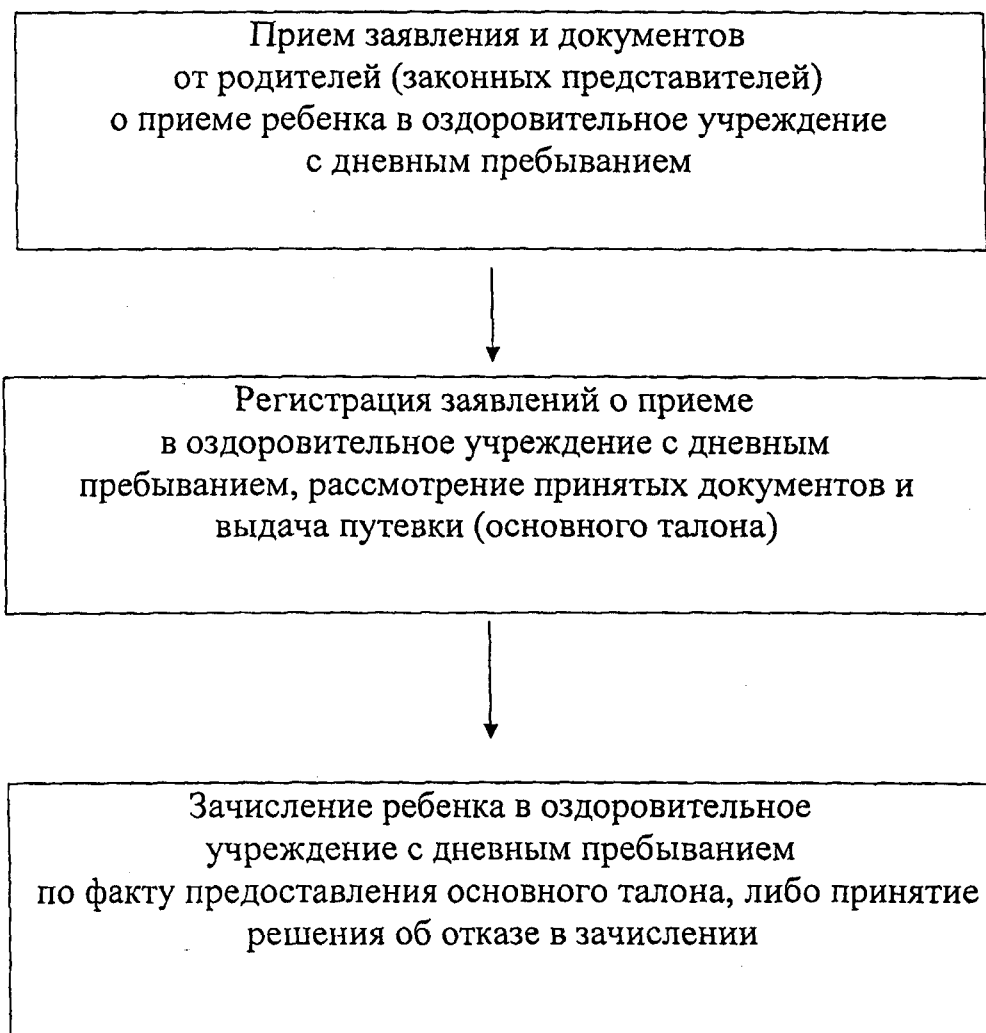 Прием заявления и документов
от родителей (законных представителей)
о приеме ребенка в оздоровительное учреждение
с дневным пребыванием
Регистрация заявлений о приеме
в оздоровительное учреждение с дневным
пребыванием, рассмотрение принятых документов и
выдача путевки (основного талона)
Зачисление ребенка в оздоровительное
учреждение с дневным пребыванием
по факту предоставления основного талона, либо принятие
решения об отказе в зачислении